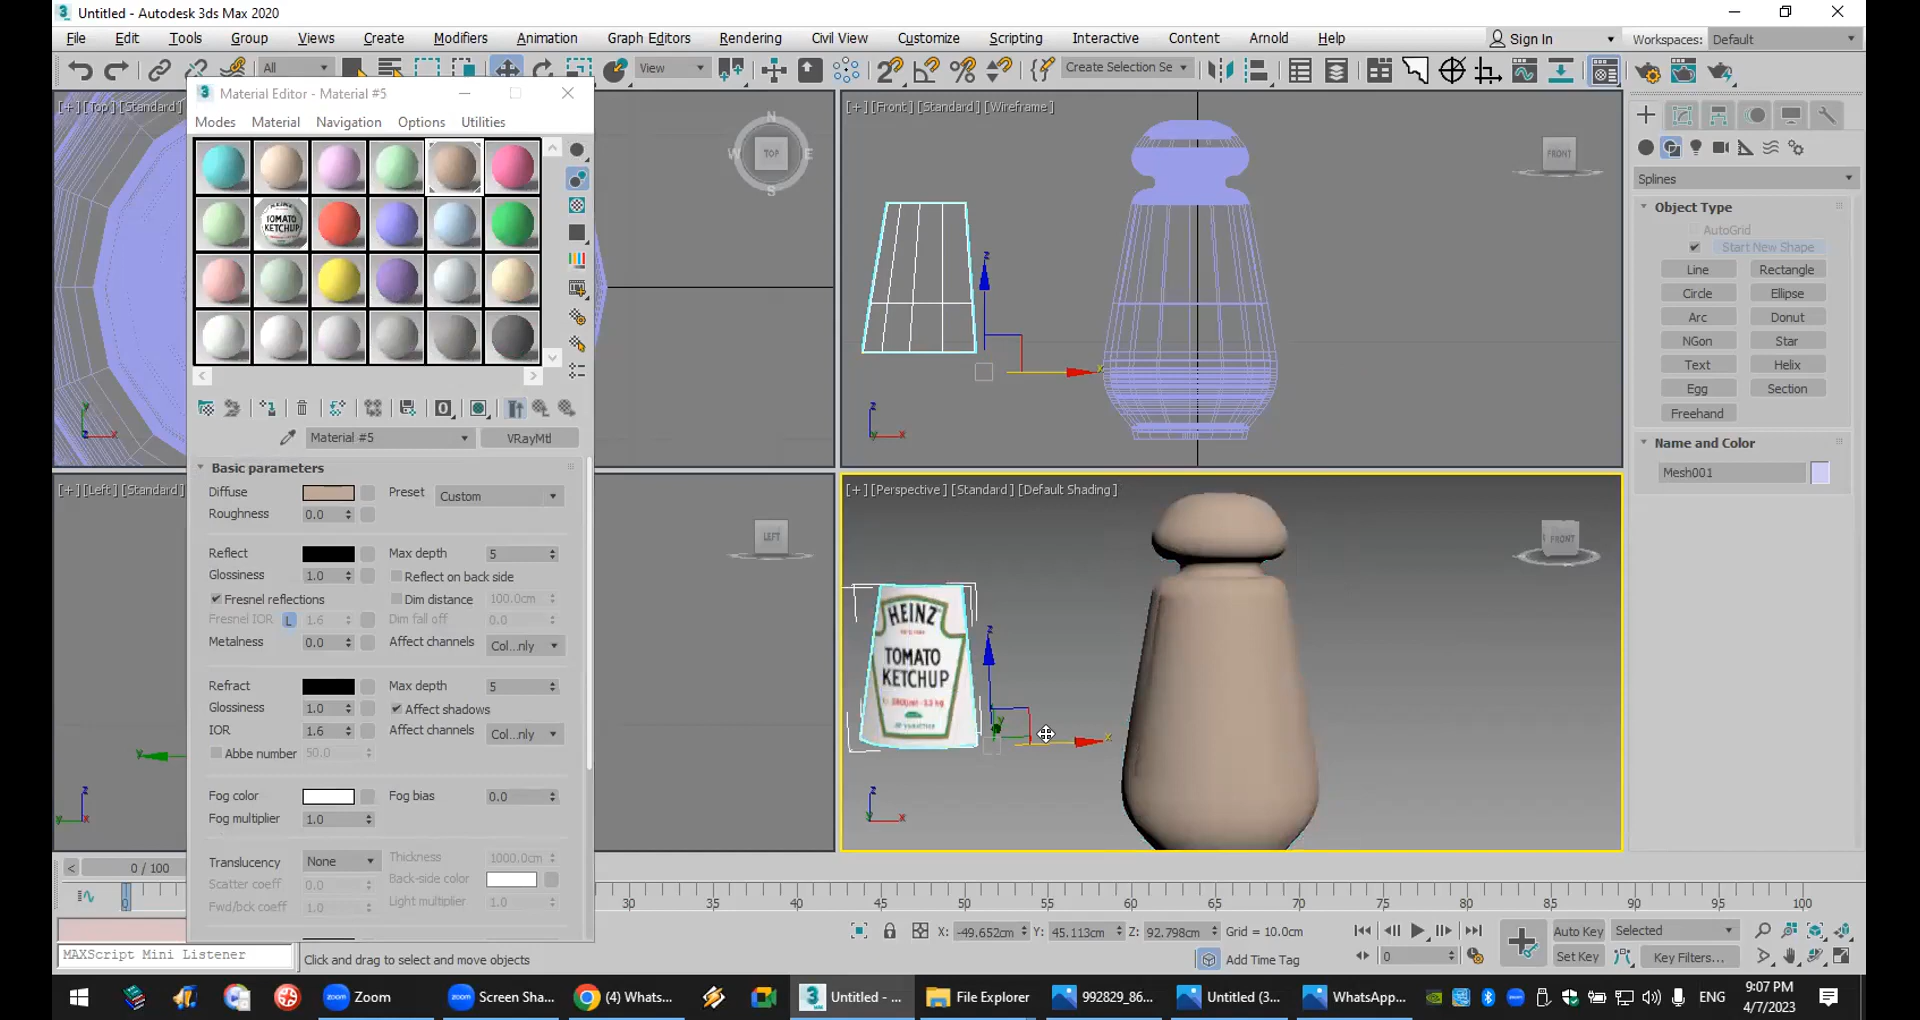 Untitled - Autodesk 3ds Max 2020
File Edit Tools Group Views Create Modifiers Animation Graph Editors Rendering Civil View Customize Scripting Interactive Content Arnold Help Sign In Workspaces: Default
All View Create Selection Se
Material Editor - Material #5
Modes Material Navigation Options Utilities
[+] [Top] [Standard]
TOP
N
W
E
S
[+] [Front] [Standard] [Wireframe]
FRONT
TOMATO
KETCHUP
Material #5 VRayMtl
Basic parameters
Diffuse Preset Custom
Roughness 0.0
Reflect Max depth 5
Glossiness 1.0 Reflect on back side
Fresnel reflections Dim distance 100.0cm
Fresnel IOR L 1.6 Dim fall off 0.0
Metalness 0.0 Affect channels Col...nly
Refract Max depth 5
Glossiness 1.0 Affect shadows
IOR 1.6 Affect channels Col...nly
Abbe number 50.0
Fog color Fog bias 0.0
Fog multiplier 1.0
Translucency None Thickness 1000.0cm
Scatter coeff 0.0 Back-side color
Fwd/bck coeff 1.0 Light multiplier 1.0
[+] [Left] [Standard]
LEFT
[+] [Perspective] [Standard] [Default Shading]
FRONT
HEINZ
TOMATO
KETCHUP
Splines
Object Type
AutoGrid
Start New Shape
Line Rectangle
Circle Ellipse
Arc Donut
NGon Star
Text Helix
Egg Section
Freehand
Name and Color
Mesh001
0 / 100
0 30 35 40 45 50 55 60 65 70 75 80 85 90 95 100
X: -49.652cm Y: 45.113cm Z: 92.798cm Grid = 10.0cm
Auto Key Selected
MAXScript Mini Listener
Click and drag to select and move objects
Add Time Tag
0
Set Key Key Filters...
Zoom
Screen Sha...
(4) Whats...
Untitled - ...
File Explorer
992829_86...
Untitled (3...
WhatsApp...
ENG
9:07 PM
4/7/2023